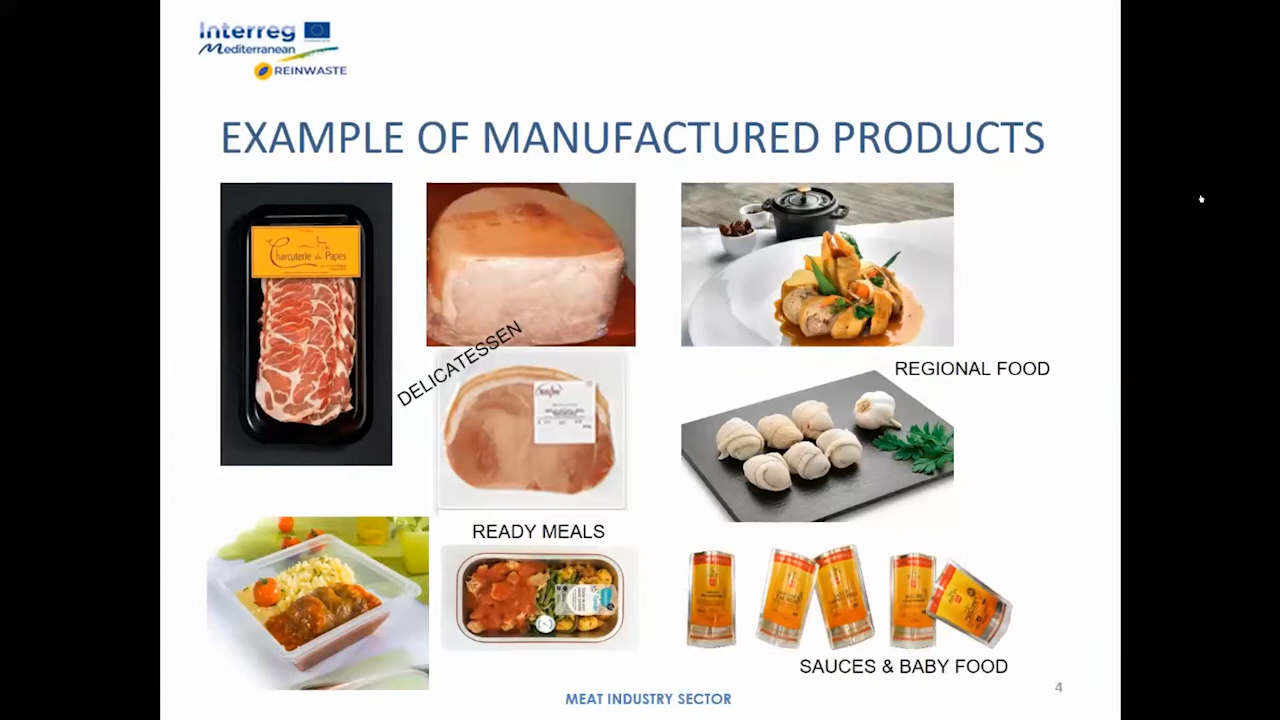 Interreg
Mediterranean
REINWASTE
EXAMPLE OF MANUFACTURED PRODUCTS
Charcuterie des Papes
DELICATESSEN
REGIONAL FOOD
READY MEALS
SAUCES & BABY FOOD
MEAT INDUSTRY SECTOR
4